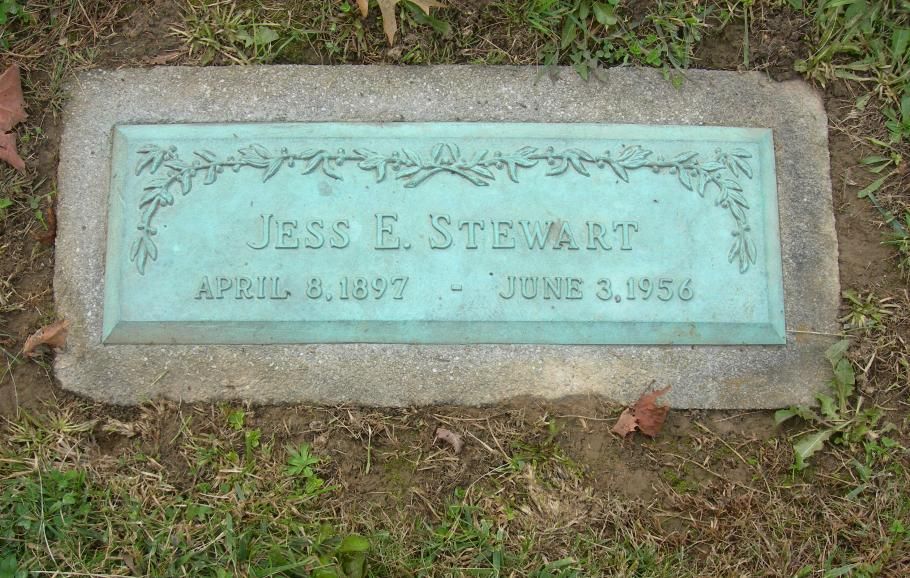 JESS E. STEWART
APRIL 8, 1897 - JUNE 3, 1956